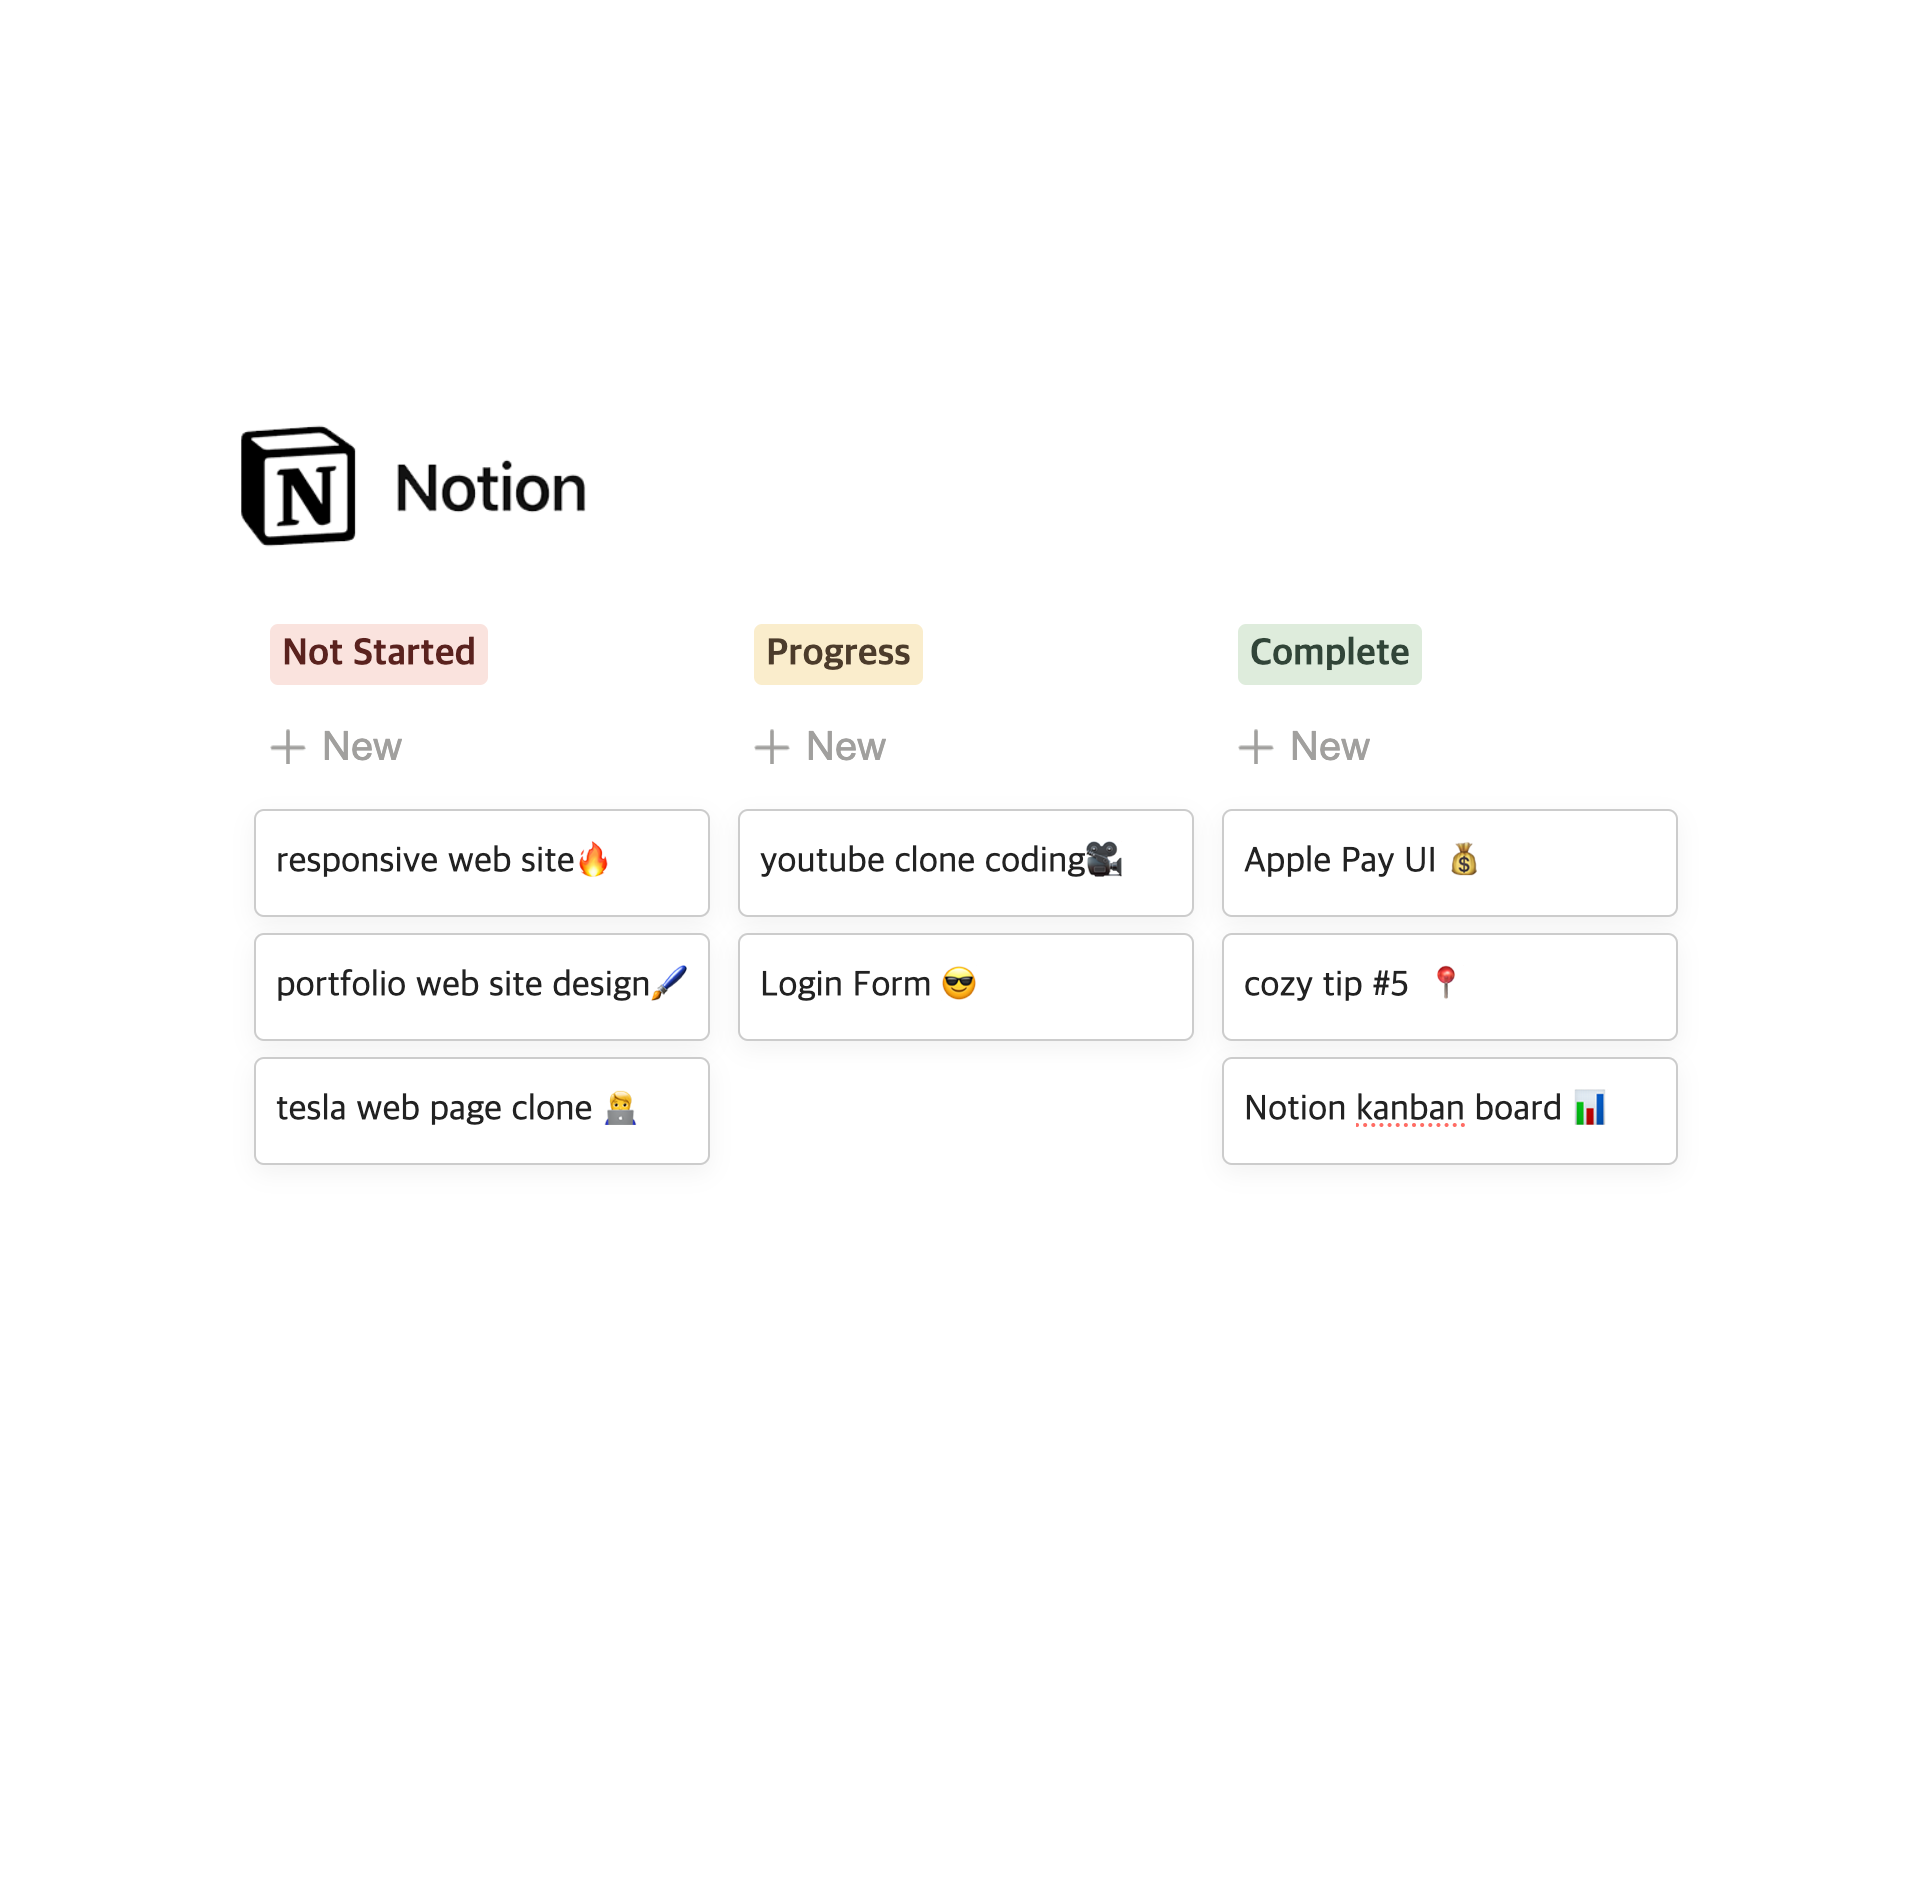 N Notion
Not Started
+ New
responsive web site🔥
portfolio web site design🖌️
tesla web page clone 👨‍💻
Progress
+ New
youtube clone coding🎥
Login Form 😎
Complete
+ New
Apple Pay UI 💰
cozy tip #5 📍
Notion kanban board 📊